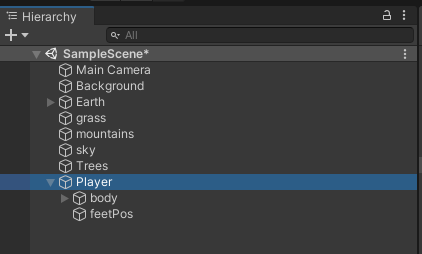 Hierarchy
All
SampleScene*
Main Camera
Background
Earth
grass
mountains
sky
Trees
Player
body
feetPos